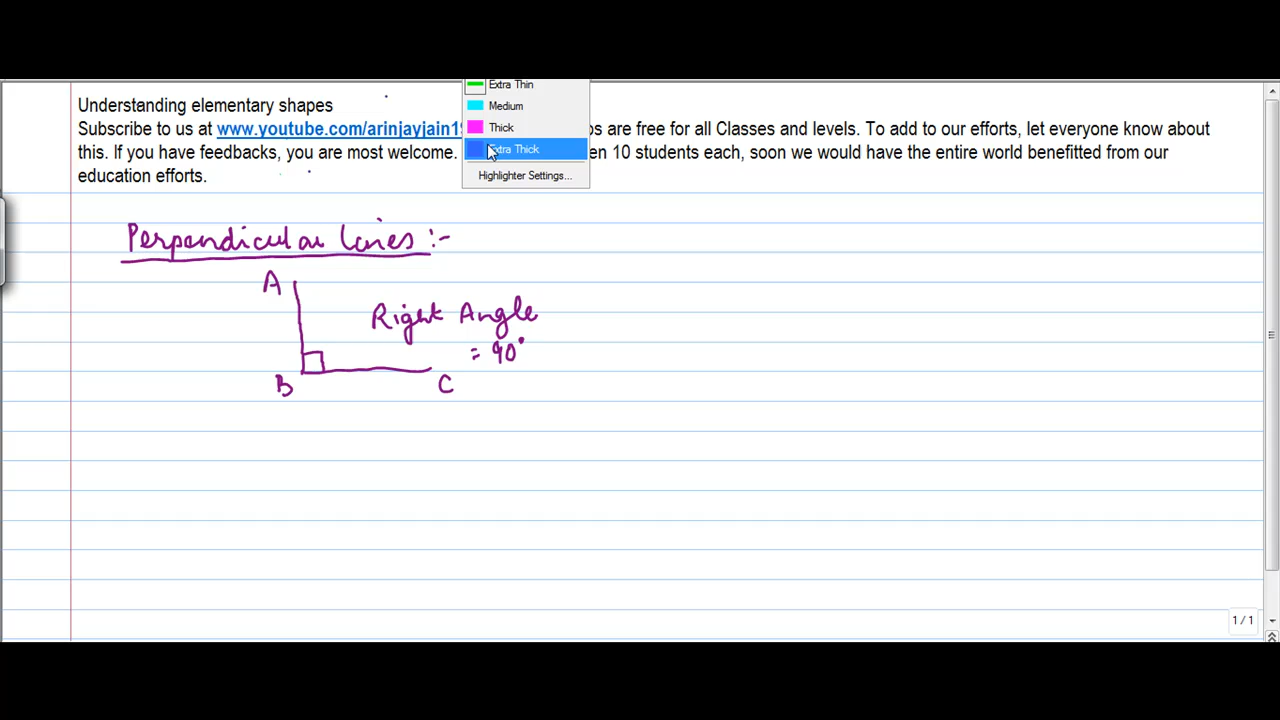 Extra Thin
Understanding elementary shapes
Medium
Subscribe to us at www.youtube.com/arinjayjain19 Thick are free for all Classes and levels. To add to our efforts, let everyone know about
this. If you have feedbacks, you are most welcome. Extra Thick 10 students each, soon we would have the entire world benefitted from our
education efforts. Highlighter Settings...
Perpendicular Lines :-
A
Right Angle
= 90°
B C
1 / 1